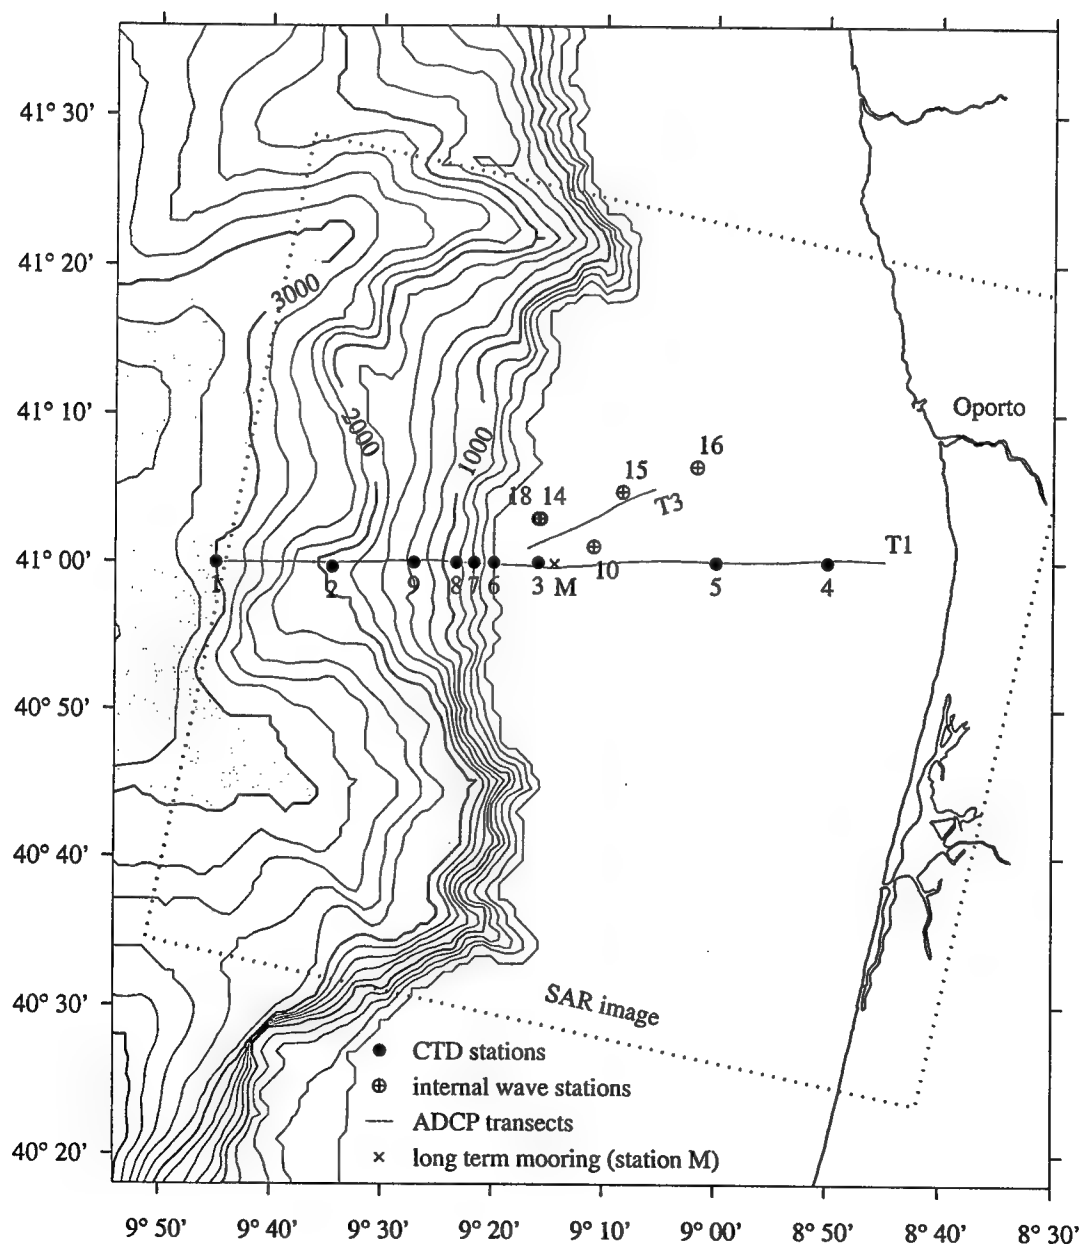 41° 30'
41° 20'
3000
41° 10'
Oporto
2000
1000
16
15
18 14
T3
41° 00'
T1
1
2
9
8
7
6
3
M
10
5
4
40° 50'
40° 40'
40° 30'
SAR image
CTD stations
internal wave stations
ADCP transects
long term mooring (station M)
40° 20'
9° 50' 9° 40' 9° 30' 9° 20' 9° 10' 9° 00' 8° 50' 8° 40' 8° 30'